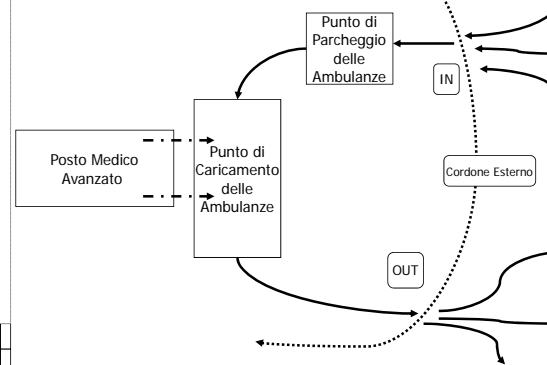 Punto di
Parcheggio
delle
Ambulanze
IN
Punto di
Caricamento
delle
Ambulanze
Posto Medico
Avanzato
Cordone Esterno
OUT